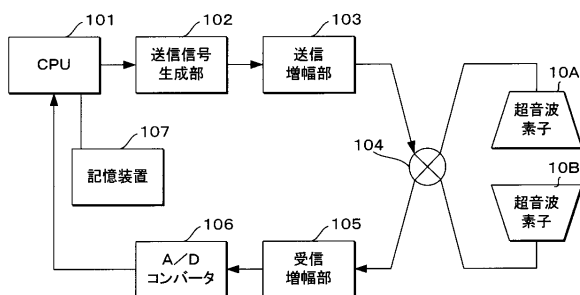 101
CPU
102
送信信号
生成部
103
送信
増幅部
104
10A
超音波
素子
10B
超音波
素子
107
記憶装置
106
A/D
コンバータ
105
受信
増幅部